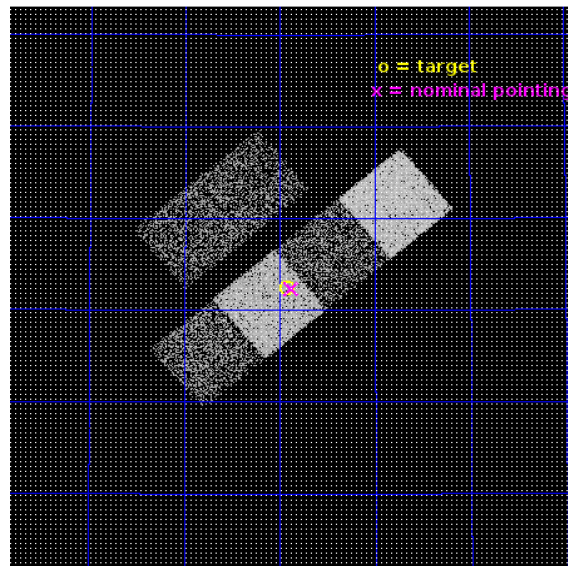 o = target
x = nominal pointing